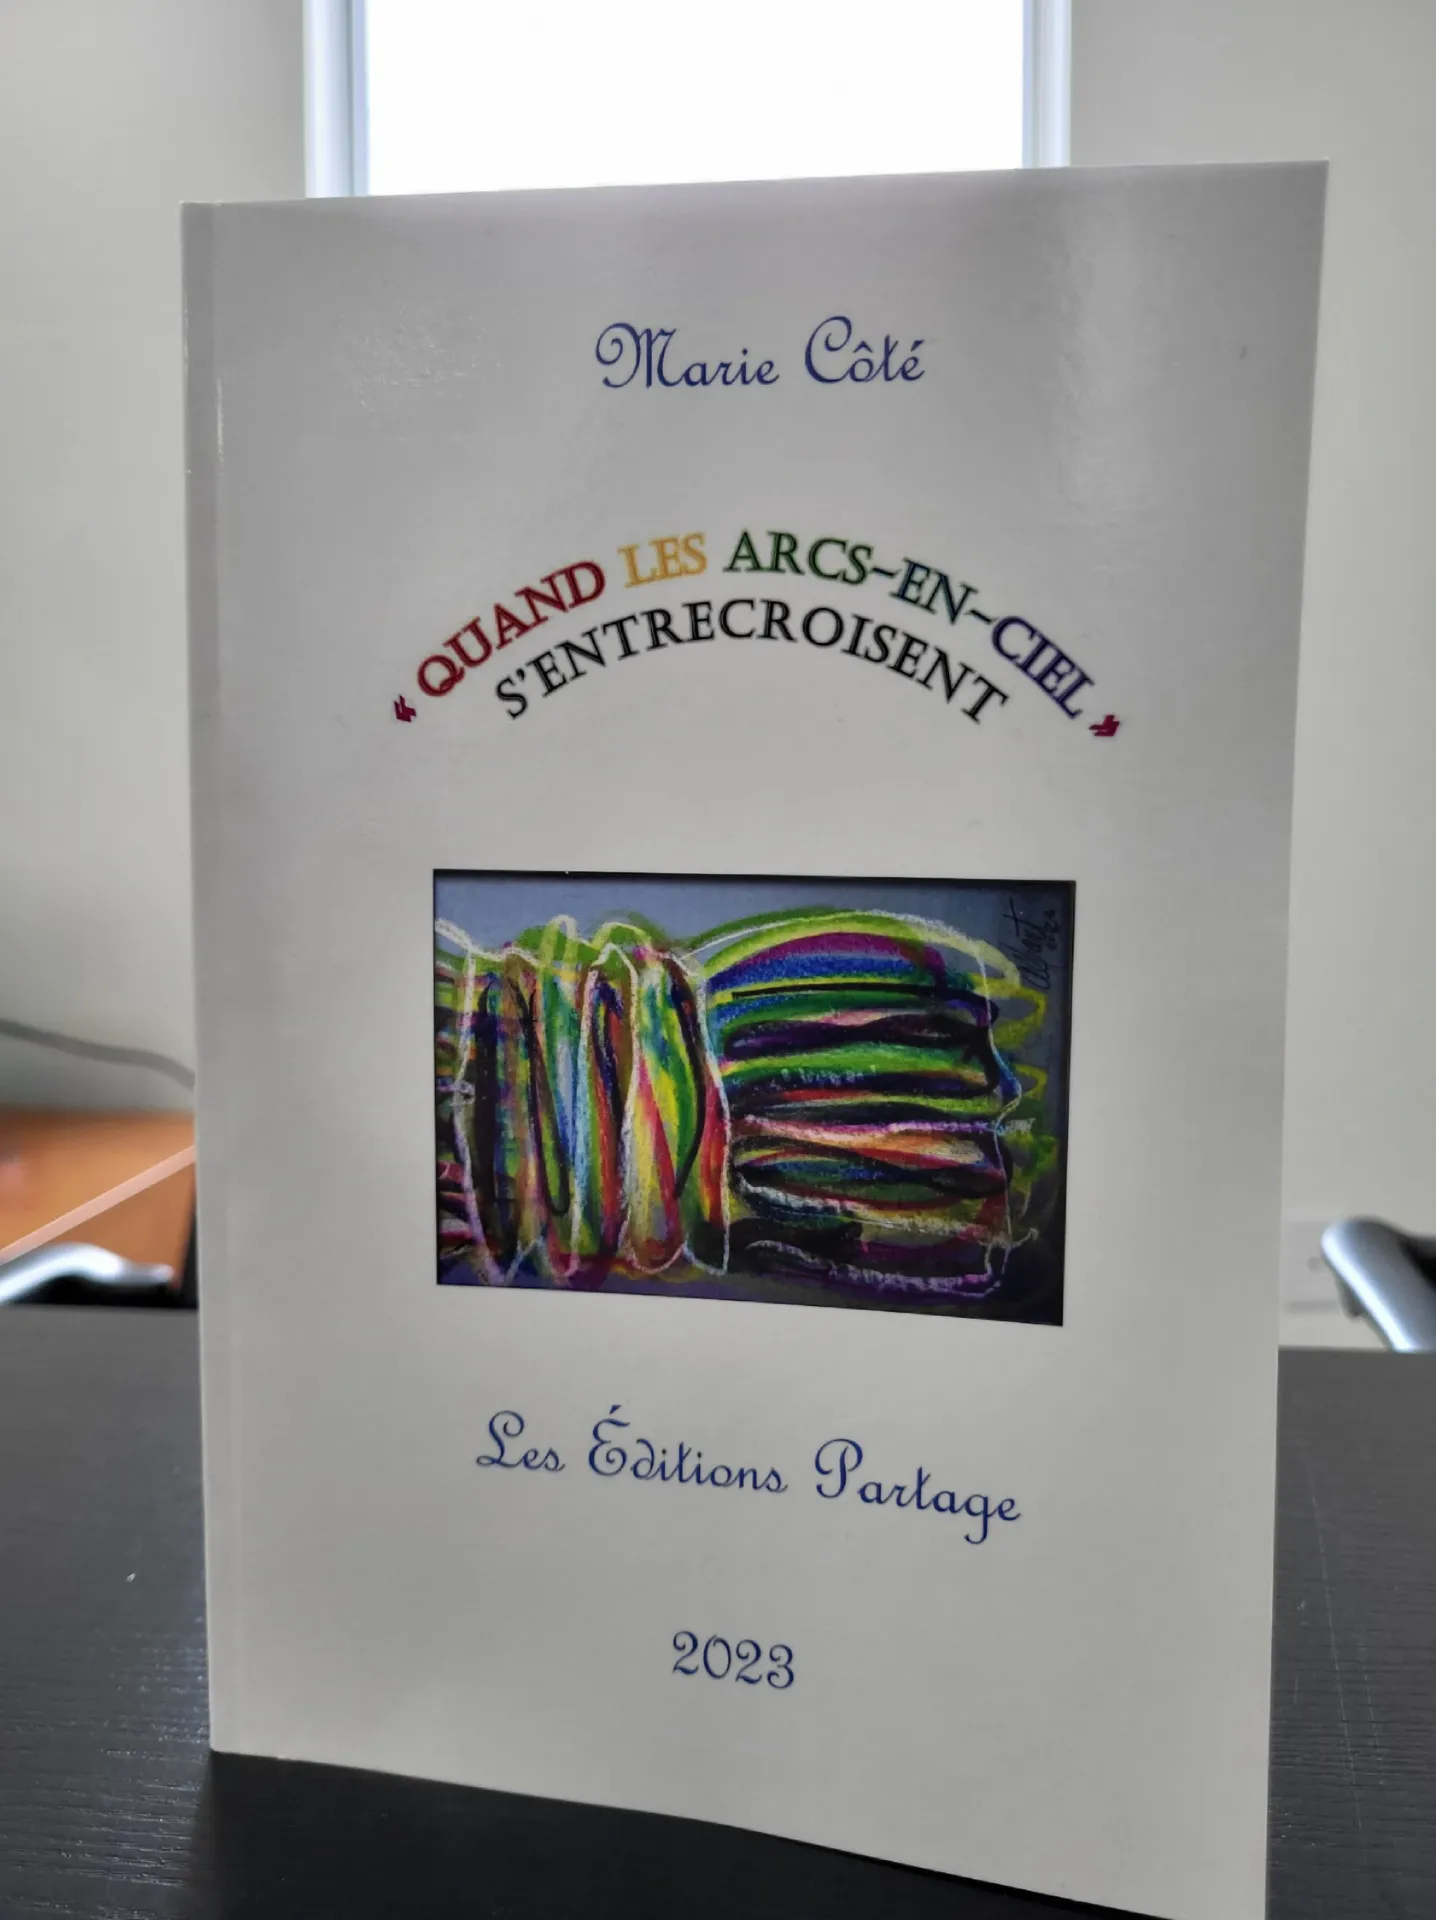 Marie Côté
« QUAND LES ARCS-EN-CIEL »
S'ENTRECROISENT
Les Éditions Partage
2023